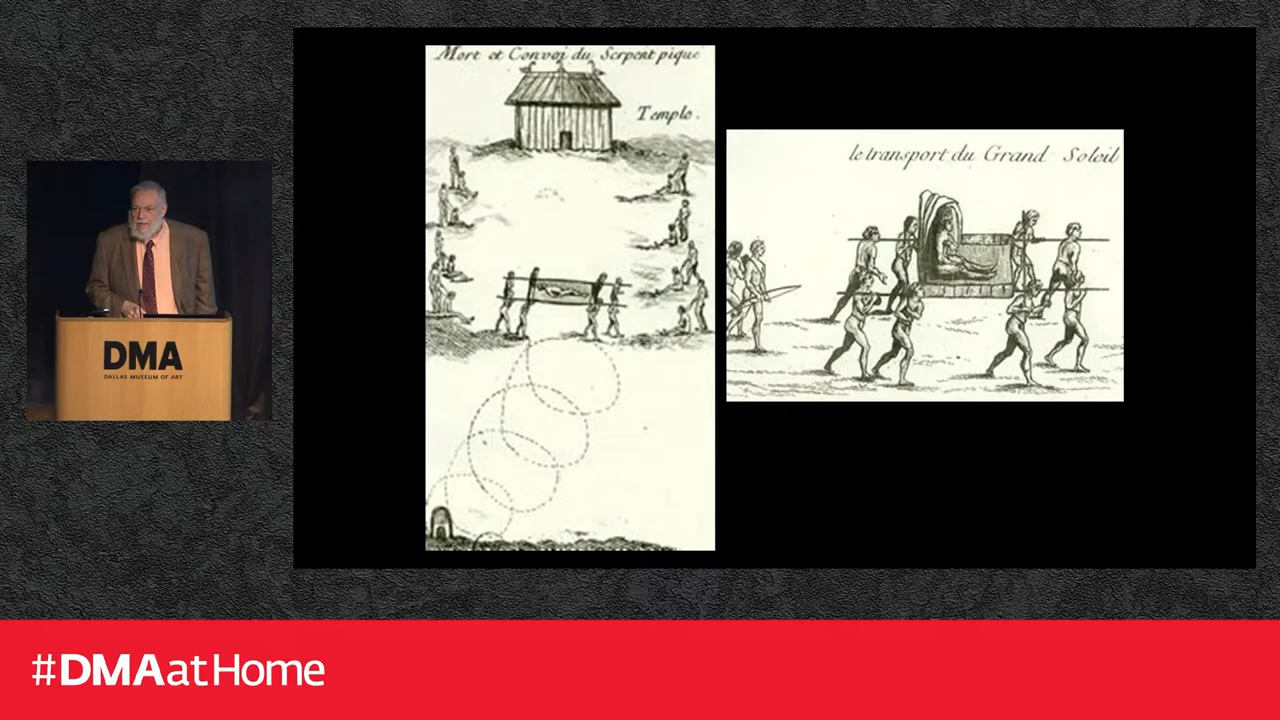 Mort et Convoi du Serpent piqué
Temple.
le transport du Grand Soleil
DMA
DALLAS MUSEUM OF ART
#DMAatHome